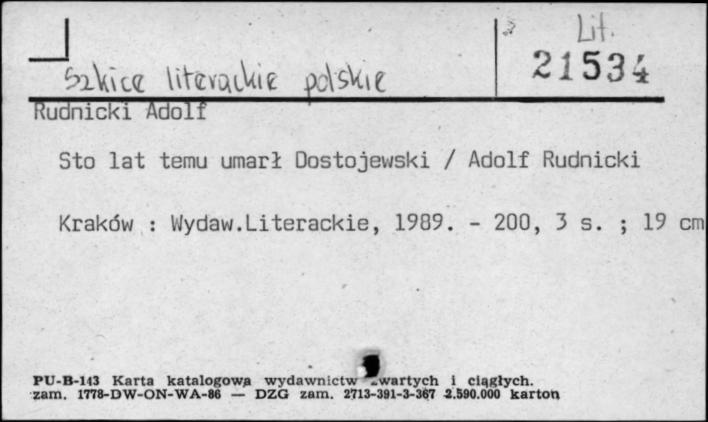 Lit.
21534
Szkice literackie polskie
Rudnicki Adolf
Sto lat temu umarł Dostojewski / Adolf Rudnicki
Kraków : Wydaw.Literackie, 1989. - 200, 3 s. ; 19 cm
PU-B-143 Karta katalogowa wydawnictw zwartych i ciągłych.
zam. 1778-DW-ON-WA-86 — DZG zam. 2713-391-3-367 2.590.000 karton